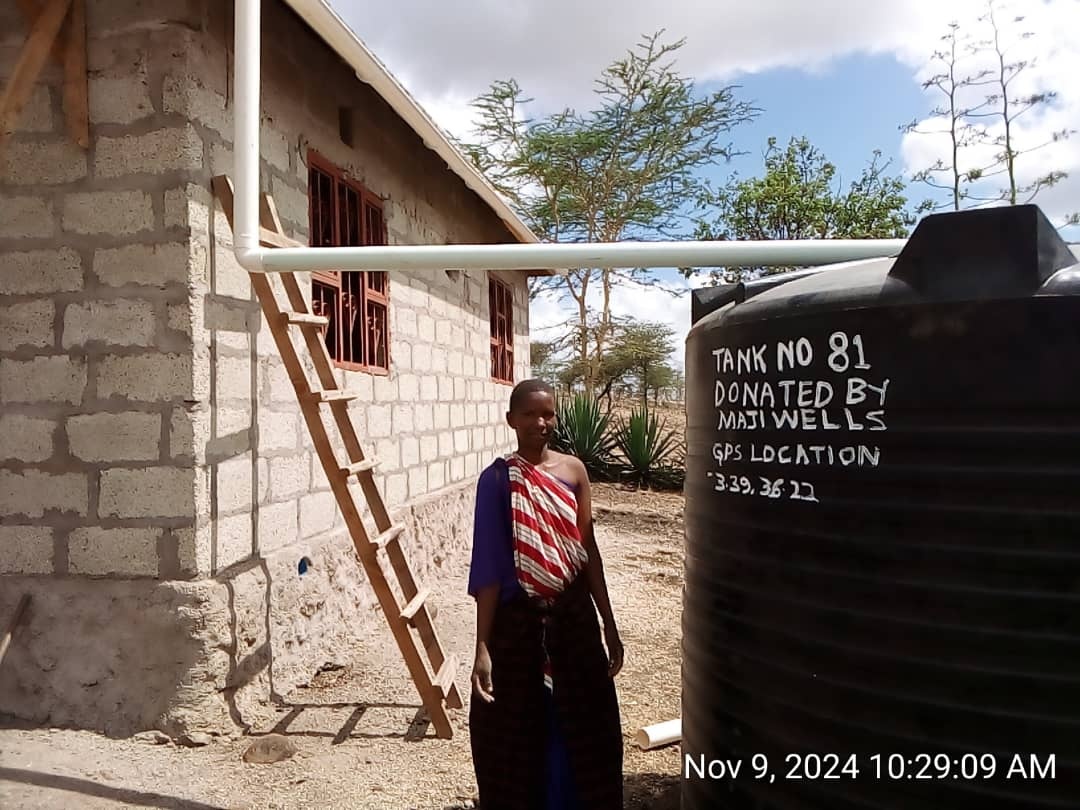 TANK NO 81
DONATED BY
MAJI WELLS
GPS LOCATION
-3.39, 36.22
Nov 9, 2024 10:29:09 AM